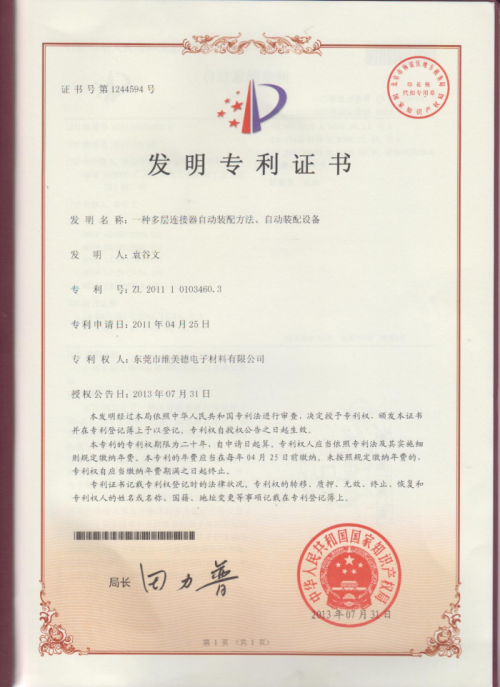 证书号第1244594号
发明专利证书
发明名称：一种多层连接器自动装配方法、自动装配设备
发明人：袁谷文
专利号：ZL 2011 1 0103460.3
专利申请日：2011年04月25日
专利权人：东莞市维美德电子材料有限公司
授权公告日：2013年07月31日
本发明经过本局依照中华人民共和国专利法进行审查，决定授予专利权，颁发本证书
并在专利登记簿上予以登记。专利权自授权公告之日起生效。
本专利的专利权期限为二十年，自申请日起算。专利权人应当依照专利法及其实施细
则规定缴纳年费。本专利的年费应当在每年04月25日前缴纳。未按照规定缴纳年费的，
专利权自应当缴纳年费期满之日起终止。
专利证书记载专利权登记时的法律状况。专利权的转移、质押、无效、终止、恢复和
专利权人的姓名或名称、国籍、地址变更等事项记载在专利登记簿上。
局长 田力普
中华人民共和国国家知识产权局
2013年07月31日
第1页（共1页）